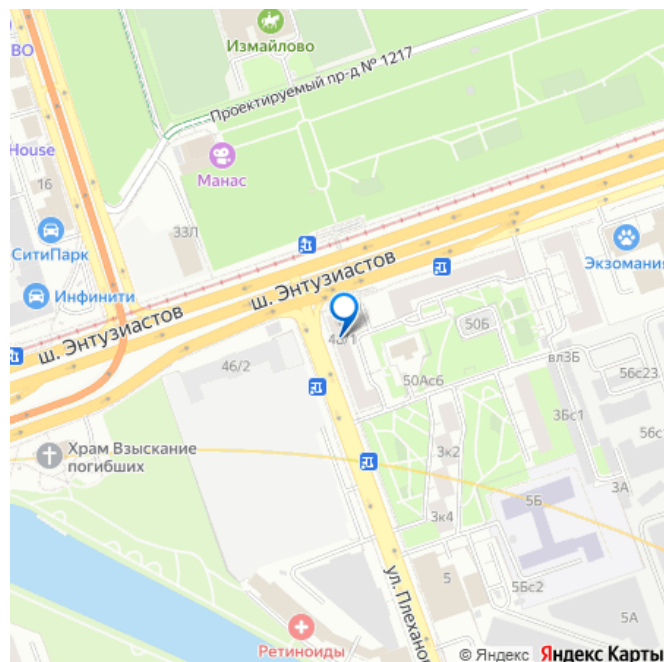 Измайлово
Проектируемый пр-д № 1217
ВО
House
16
Манас
33Л
СитиПарк
Инфинити
Экзомания
ш. Энтузиастов
ш. Энтузиастов
48/1
50Б
46/2
50Ас6
вл3Б
56с23
Храм Взыскание
погибших
3Бс1
3к2
3А
5Б
3к4
5
5Бс2
ул. Плехано
5А
Ретиноиды
© Яндекс Яндекс Карты